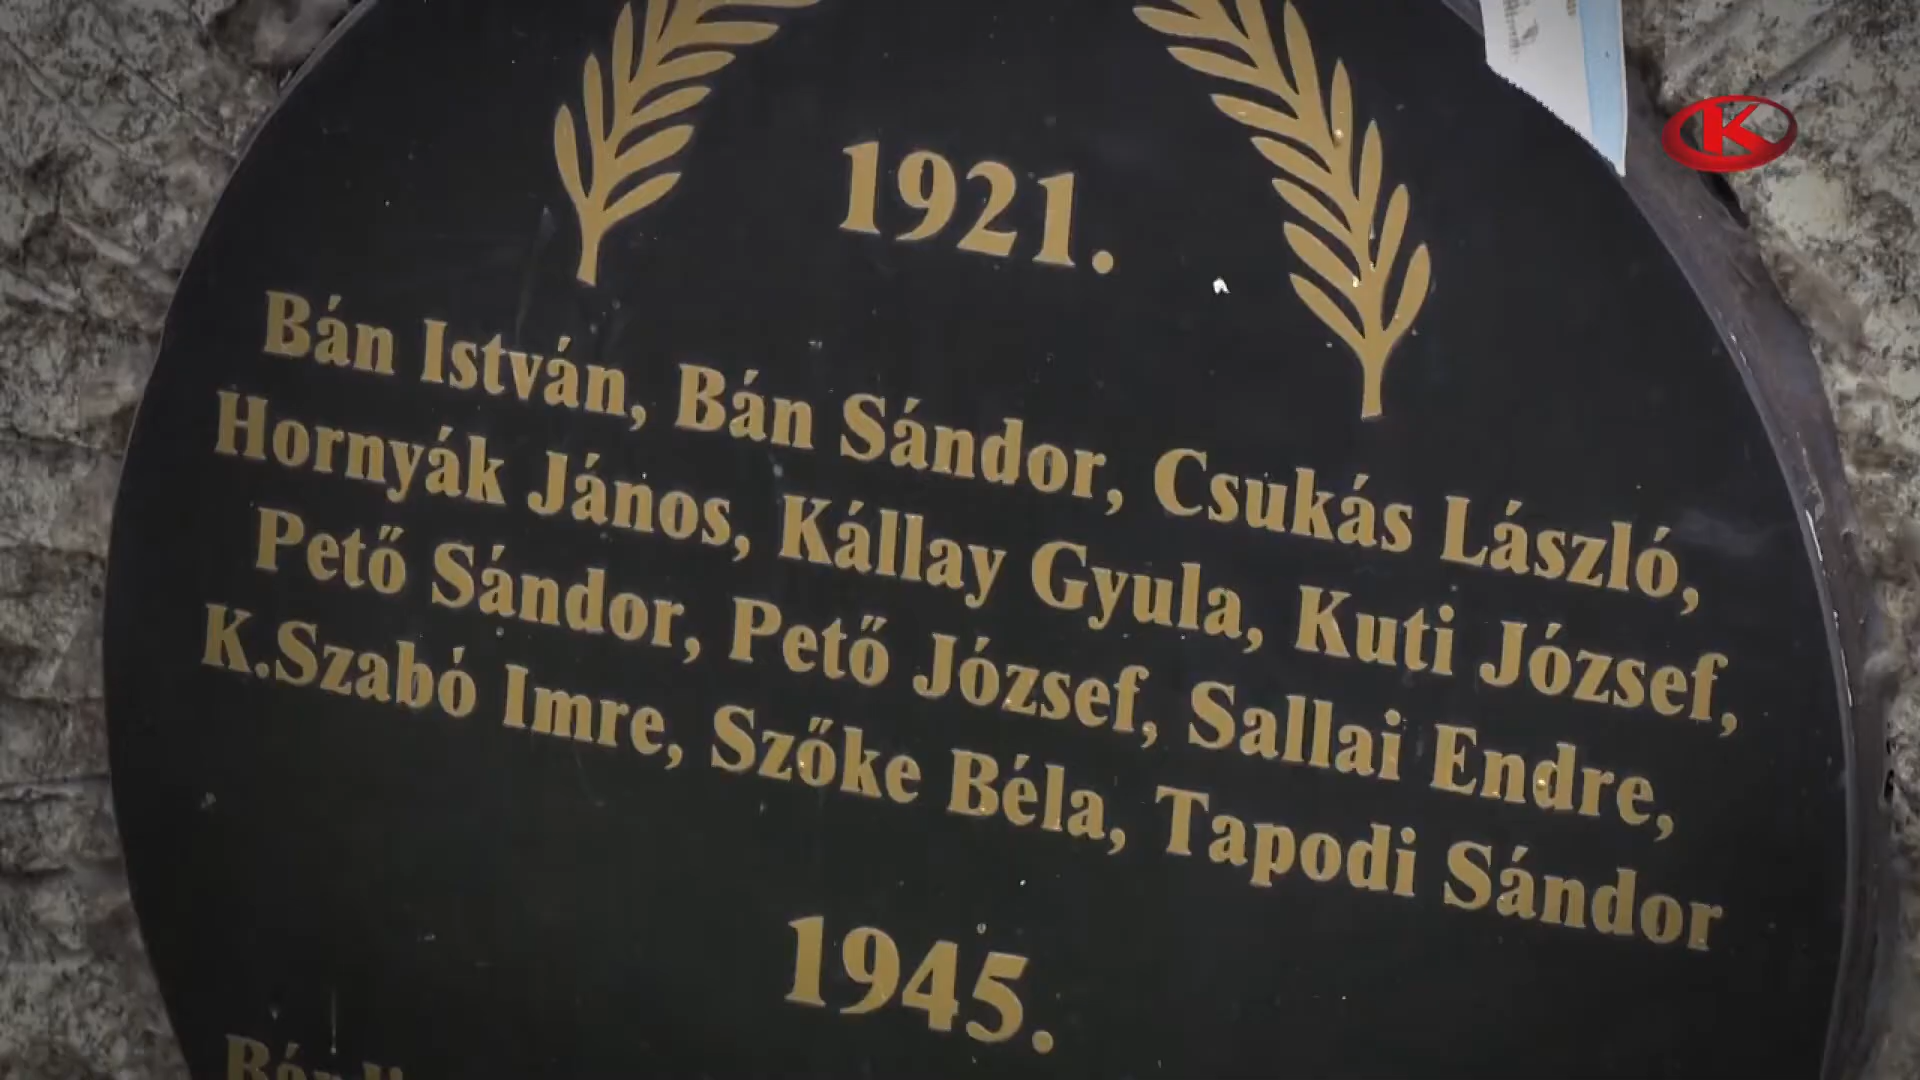 K
1921.
Bán István, Bán Sándor, Csukás László,
Hornyák János, Kállay Gyula, Kuti József,
Pető Sándor, Pető József, Sallai Endre,
K.Szabó Imre, Szőke Béla, Tapodi Sándor
1945.